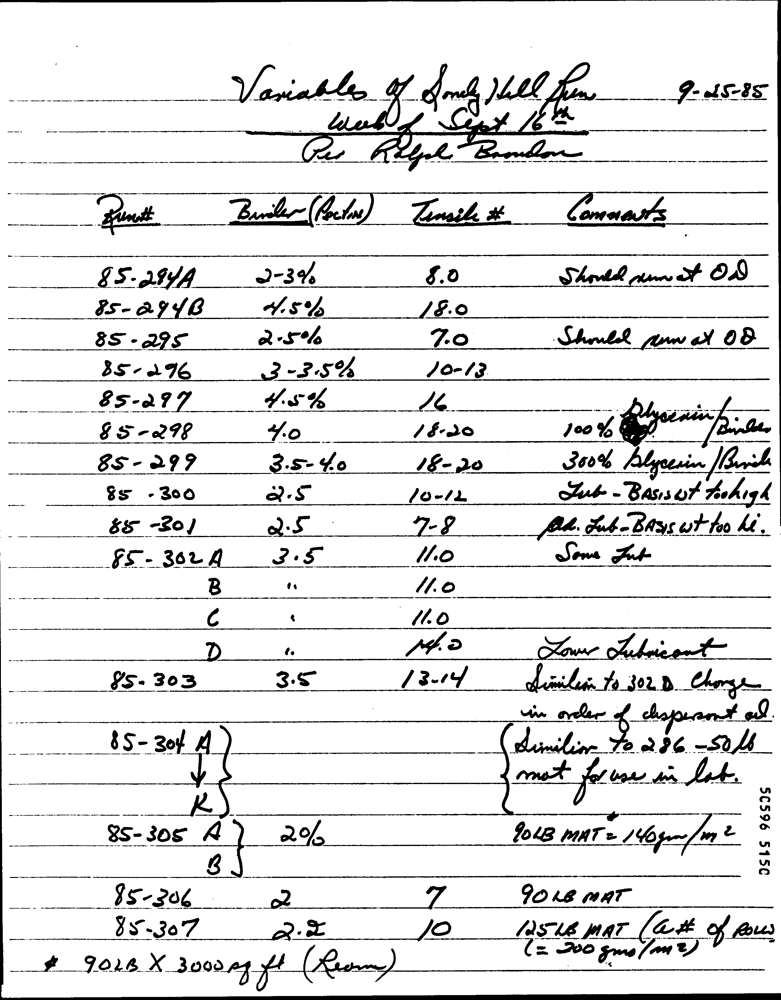 Variables of Sandy Hill Run 9-25-85
Week of Sept 16th
Per Ralph Brandon
Run# Binder (Pectin) Tensile # Comments
85-294A 2-3% 8.0 Should run at OD
85-294B 4.5% 18.0
85-295 2.5% 7.0 Should run at OD
85-296 3-3.5% 10-13
85-297 4.5% 16
85-298 4.0 18-20 100% Glycerin/Binder
85-299 3.5-4.0 18-20 300% Glycerin/Bind
85-300 2.5 10-12 Lub-BASIS wt too high
85-301 2.5 7-8 Lub-BASIS wt too hi.
85-302 A 3.5 11.0 Some Lub
B " 11.0
C ' 11.0
D " 14.0 Lower Lubricant
85-303 3.5 13-14 Similar to 302 D Change
in order of dispersant ad.
85-304 A Similar to 286 -50 lb
↓ mat for use in lab.
K
85-305 A 2% 90LB MAT = *140gm/m2
B
85-306 2 7 90 LB MAT
85-307 2.2 10 125 LB MAT (a # of ROLLS
(= 200 gms/m2)
* 90LB X 3000 sq ft (Ream)
5C596 5150